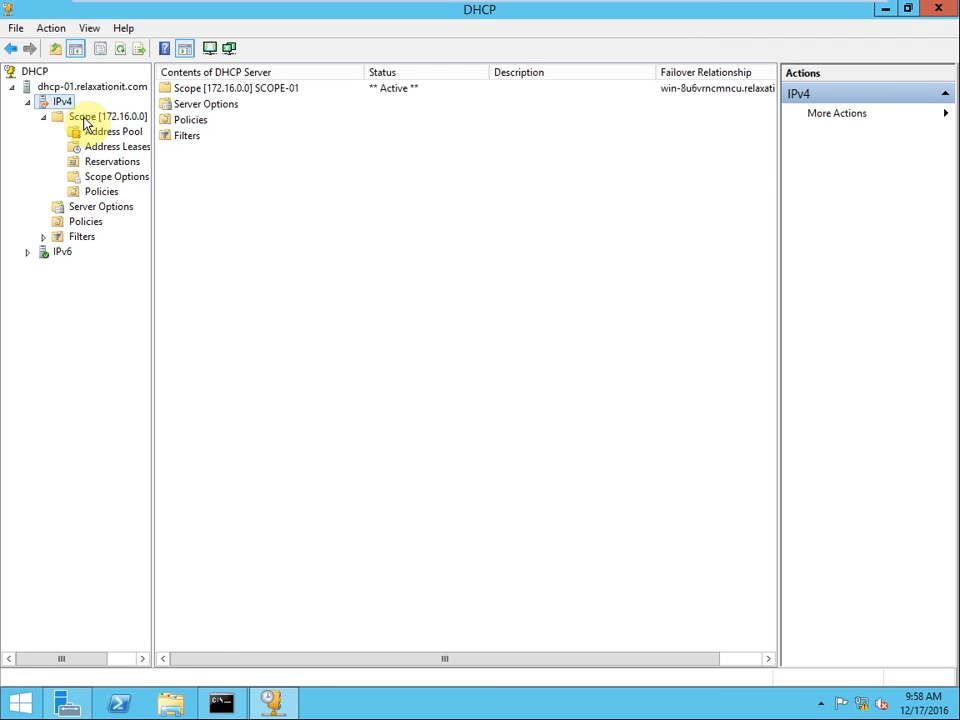 DHCP
File Action View Help
DHCP
dhcp-01.relaxationit.com
IPv4
Scope [172.16.0.0]
Address Pool
Address Leases
Reservations
Scope Options
Policies
Server Options
Policies
Filters
IPv6
Contents of DHCP Server Status Description Failover Relationship
Scope [172.16.0.0] SCOPE-01 ** Active ** win-8u6vrncmncu.relaxati
Server Options
Policies
Filters
Actions
IPv4
More Actions
9:58 AM
12/17/2016